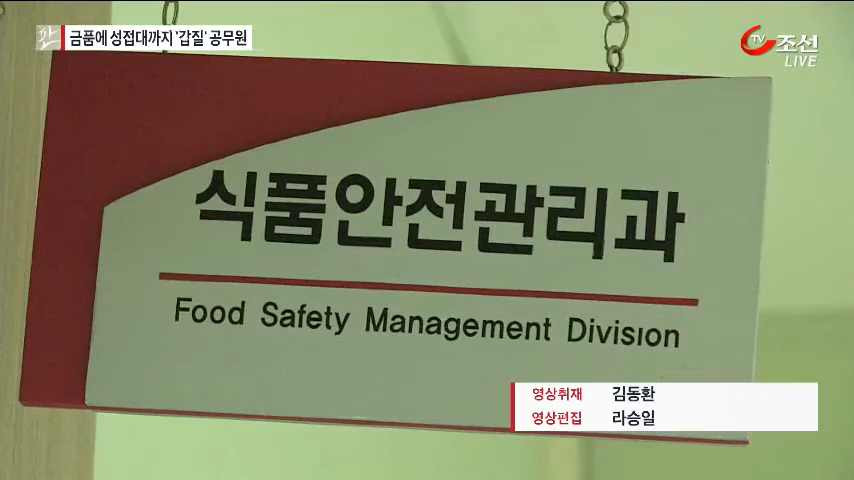 판
금품에 성접대까지 '갑질' 공무원
TV조선
LIVE
식품안전관리과
Food Safety Management Division
영상취재 김동환
영상편집 라승일